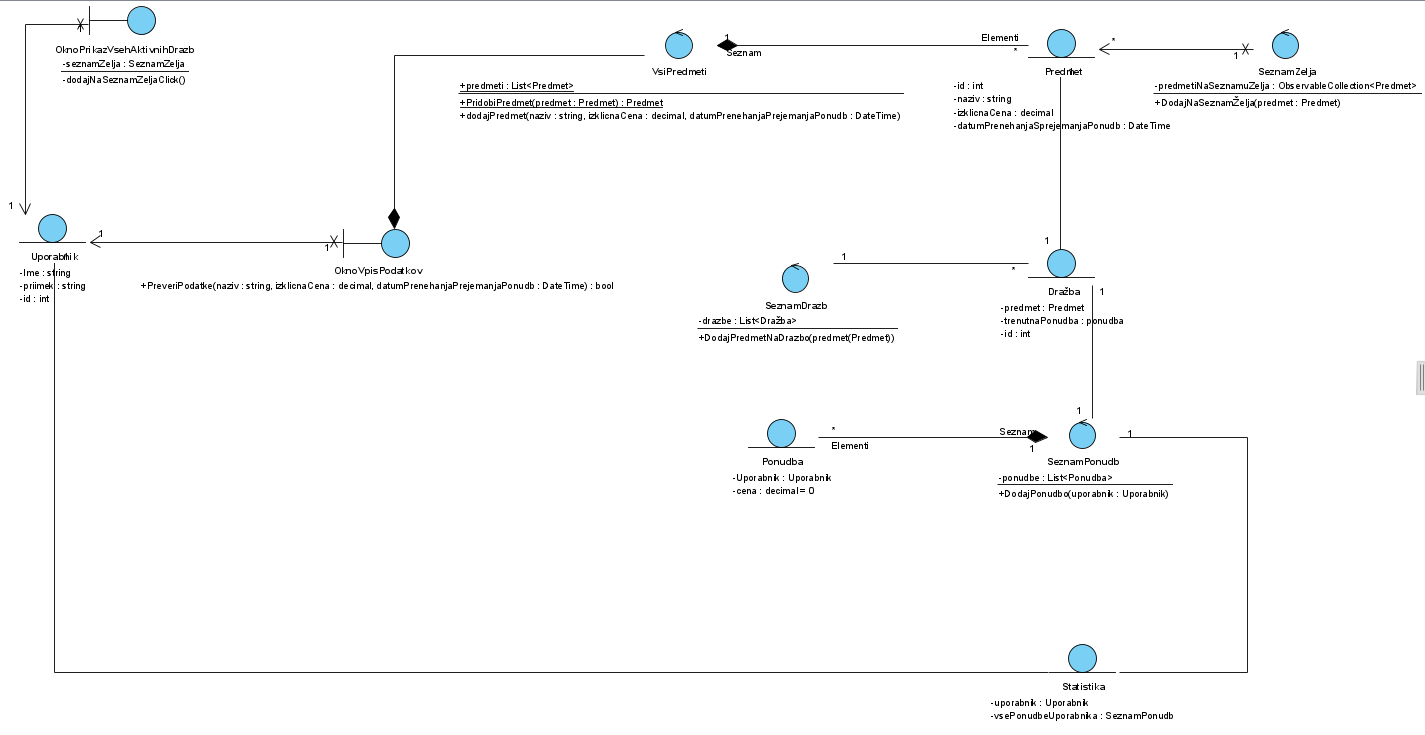 OknoPrikazVsehAktivnihDrazb
-seznamZelja : SeznamZelja
-dodajNaSeznamZeljaClick()
1
Seznam
VsiPredmeti
+predmeti : List<Predmet>
+PridobiPredmet(predmet : Predmet) : Predmet
+dodajPredmet(naziv : string, izklicnaCena : decimal, datumPrenehanjaPrejemanjaPonudb : DateTime)
Elementi
*
Predmet
-id : int
-naziv : string
-izklicnaCena : decimal
-datumPrenehanjaSprejemanjaPonudb : DateTime
*
1
SeznamZelja
-predmetiNaSeznamuZelja : ObservableCollection<Predmet>
+DodajNaSeznamŽelja(predmet : Predmet)
1
Uporabnik
-Ime : string
-priimek : string
-id : int
1
1
OknoVpisPodatkov
+PreveriPodatke(naziv : string, izklicnaCena : decimal, datumPrenehanjaPrejemanjaPonudb : DateTime) : bool
1
*
SeznamDrazb
-drazbe : List<Dražba>
+DodajPredmetNaDrazbo(predmet(Predmet))
1
Dražba
-predmet : Predmet
-trenutnaPonudba : ponudba
-id : int
1
1
*
Elementi
Ponudba
-Uporabnik : Uporabnik
-cena : decimal = 0
Seznam
1
1
SeznamPonudb
-ponudbe : List<Ponudba>
+DodajPonudbo(uporabnik : Uporabnik)
Statistika
-uporabnik : Uporabnik
-vsePonudbeUporabnika : SeznamPonudb